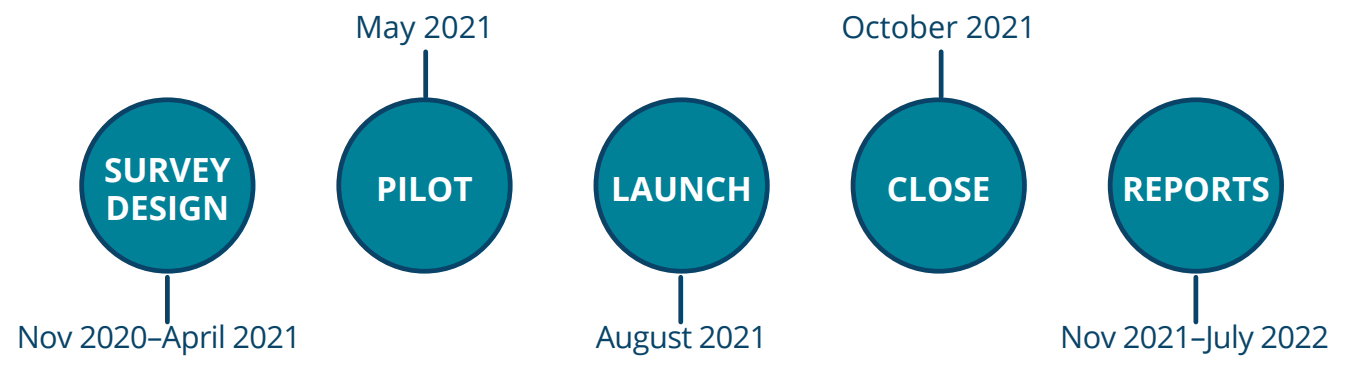 May 2021
October 2021
SURVEY
DESIGN
PILOT
LAUNCH
CLOSE
REPORTS
Nov 2020–April 2021
August 2021
Nov 2021–July 2022